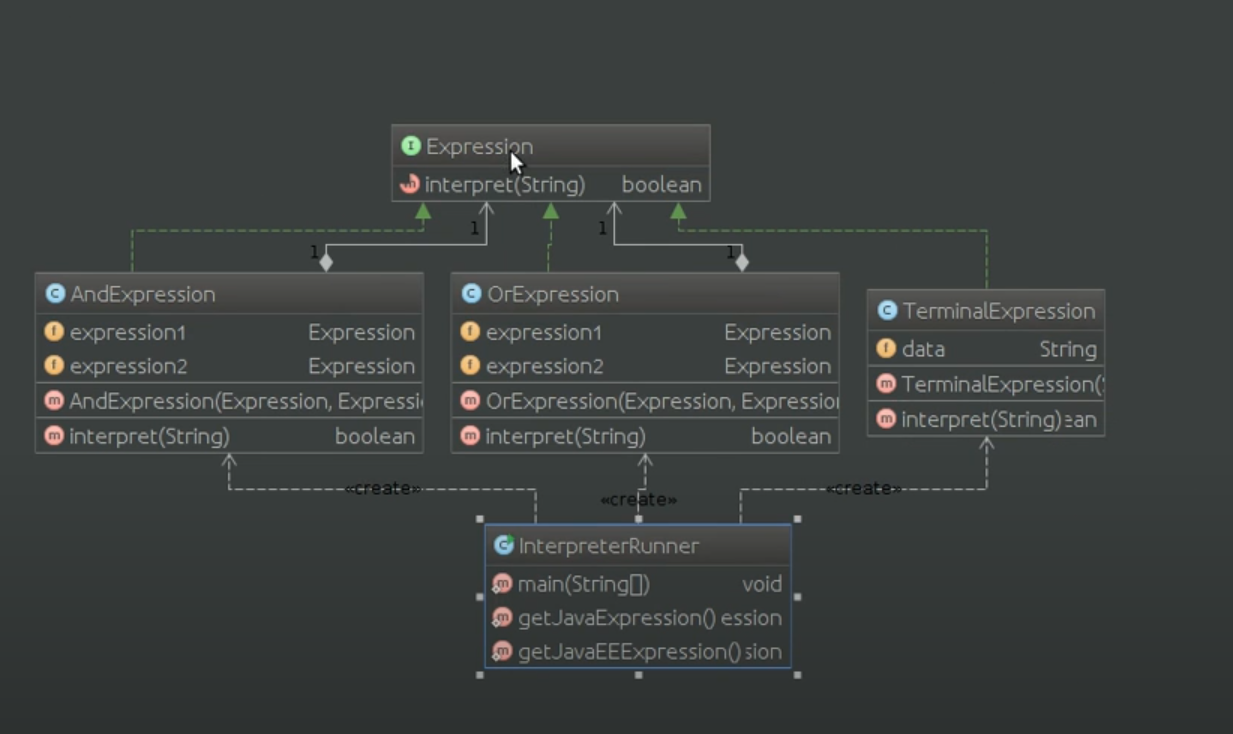 Expression
interpret(String) boolean
1
1
1
1
AndExpression
expression1 Expression
expression2 Expression
AndExpression(Expression, Expressi
interpret(String) boolean
OrExpression
expression1 Expression
expression2 Expression
OrExpression(Expression, Expression
interpret(String) boolean
TerminalExpression
data String
TerminalExpression(
interpret(String) ean
«create»
«create»
«create»
InterpreterRunner
main(String[]) void
getJavaExpression() ession
getJavaEEExpression() sion